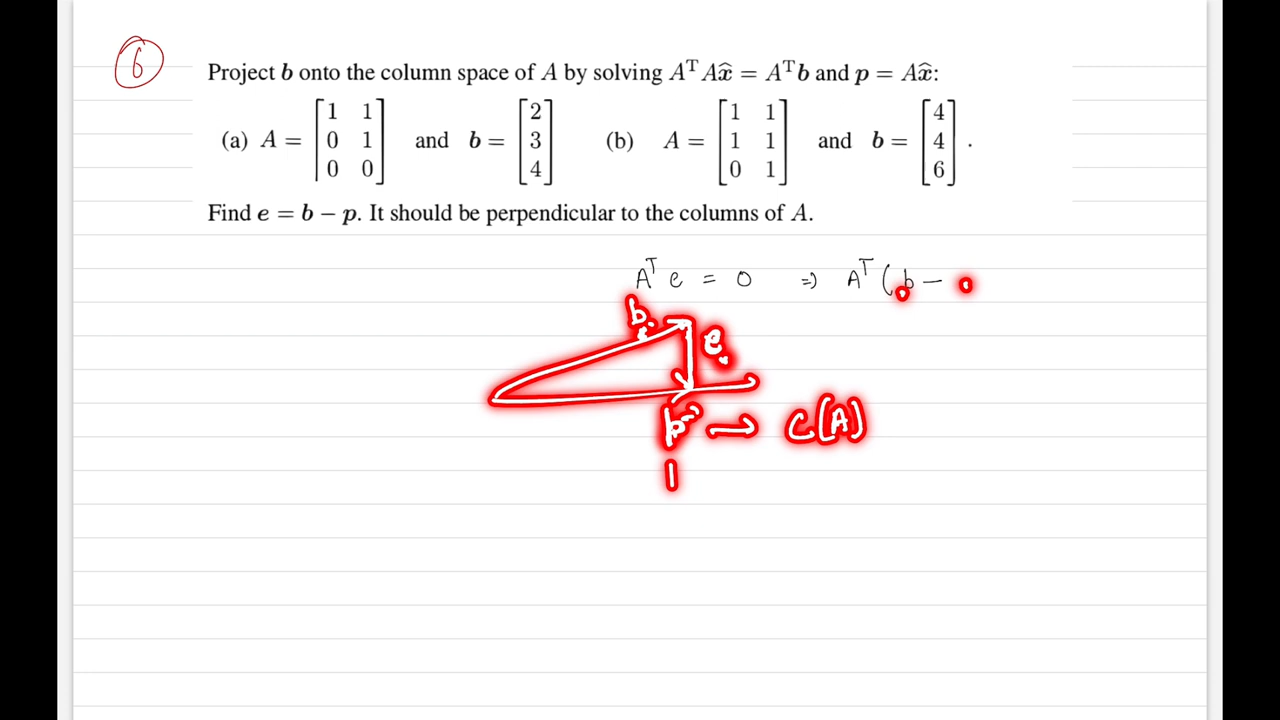 6
Project b onto the column space of A by solving AᵀAx̂ = Aᵀb and p = Ax̂:
(a) A = [1 1; 0 1; 0 0] and b = [2; 3; 4] (b) A = [1 1; 1 1; 0 1] and b = [4; 4; 6] .
Find e = b − p. It should be perpendicular to the columns of A.
Aᵀ e = 0 ⇒ Aᵀ (b −
b
e
p → C(A)